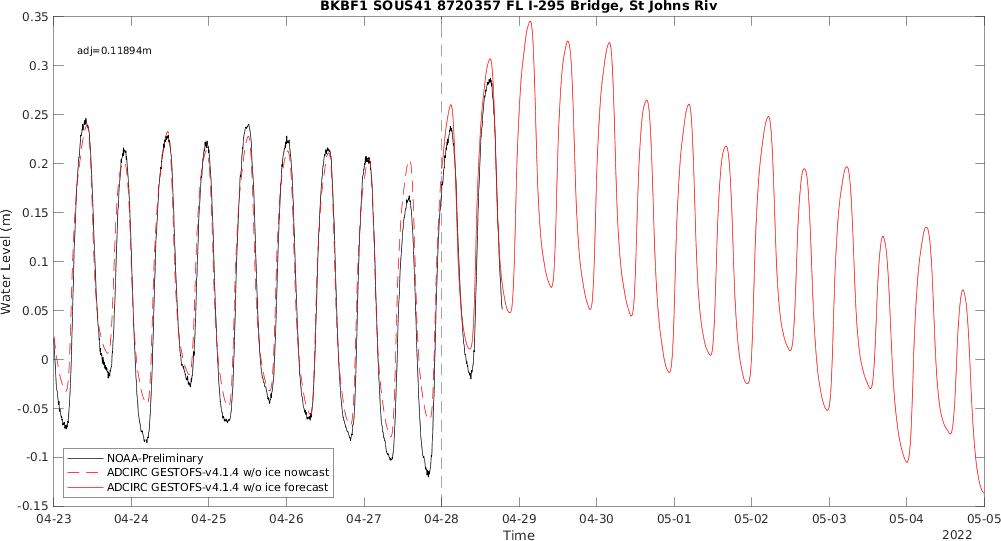 BKBF1 SOUS41 8720357 FL I-295 Bridge, St Johns Riv
adj=0.11894m
0.35
0.3
0.25
0.2
0.15
0.1
0.05
0
-0.05
-0.1
-0.15
Water Level (m)
NOAA-Preliminary
ADCIRC GESTOFS-v4.1.4 w/o ice nowcast
ADCIRC GESTOFS-v4.1.4 w/o ice forecast
04-23 04-24 04-25 04-26 04-27 04-28 04-29 04-30 05-01 05-02 05-03 05-04 05-05
Time
2022